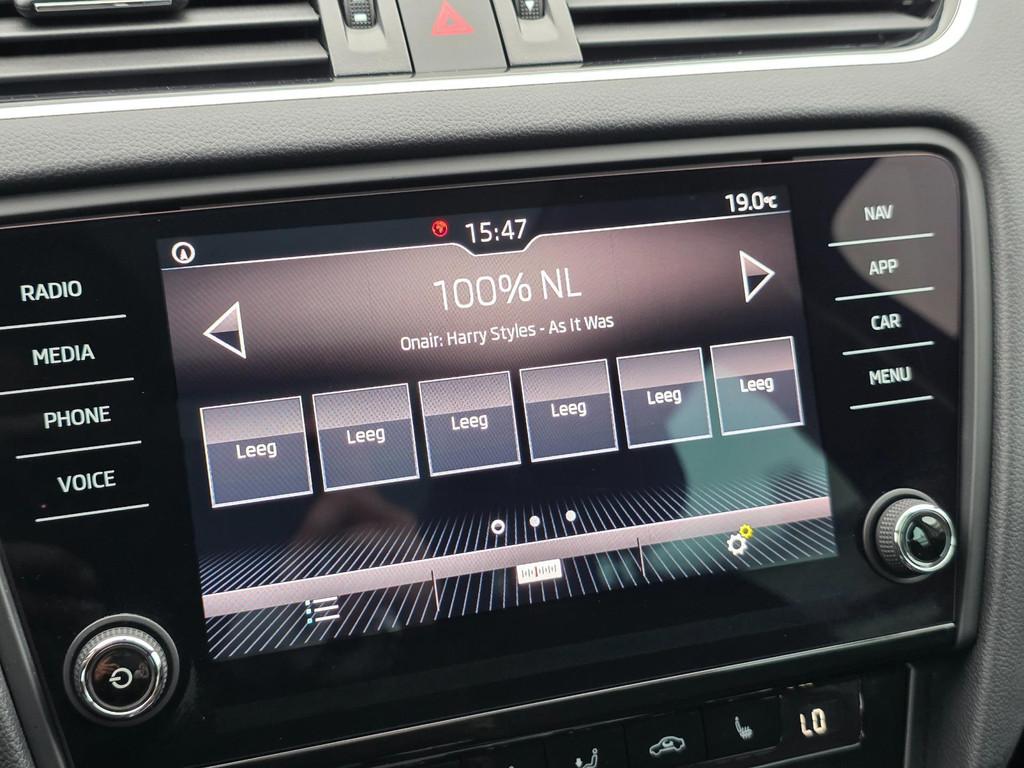 15:47
19.0°C
100% NL
Onair: Harry Styles - As It Was
Leeg
Leeg
Leeg
Leeg
Leeg
Leeg
RADIO
MEDIA
PHONE
VOICE
NAV
APP
CAR
MENU
LO